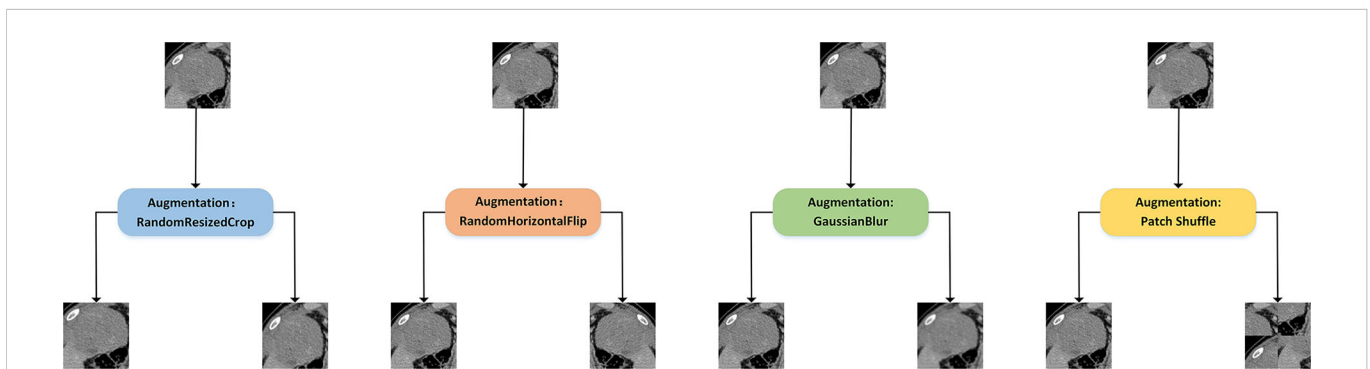 Augmentation：
RandomResizedCrop
Augmentation：
RandomHorizontalFlip
Augmentation:
GaussianBlur
Augmentation:
Patch Shuffle